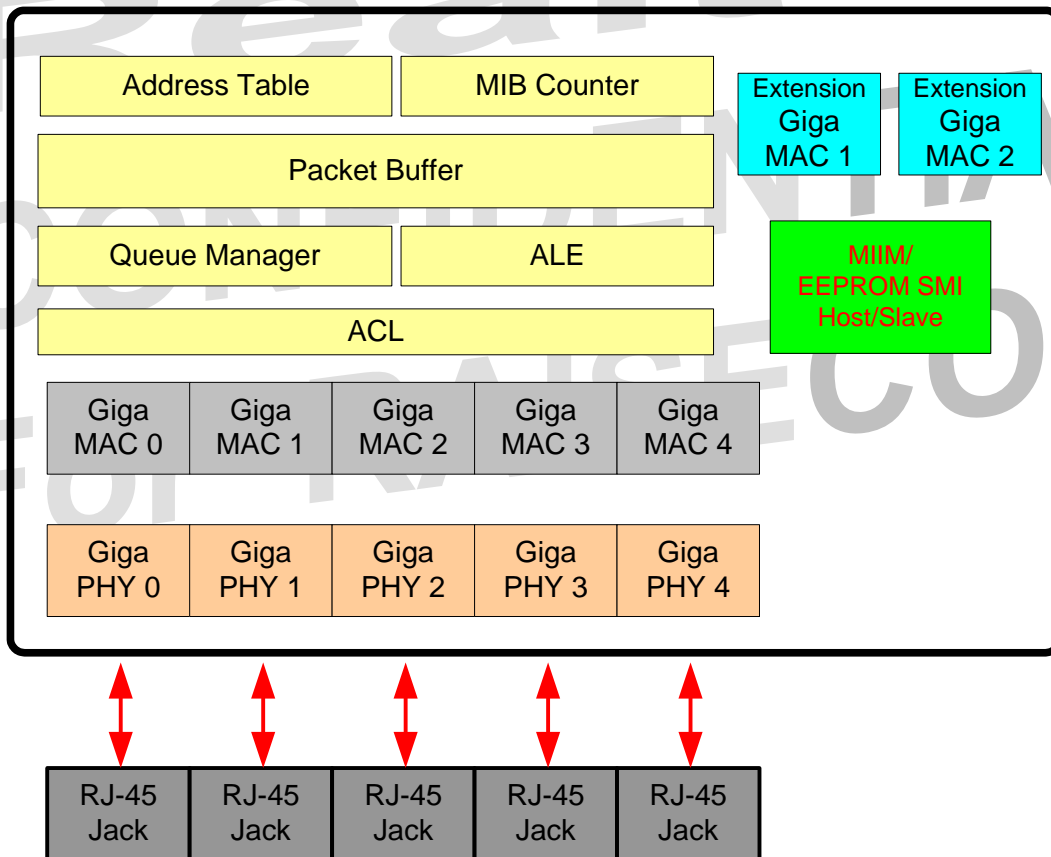 Address Table
MIB Counter
Extension
Giga
MAC 1
Extension
Giga
MAC 2
Packet Buffer
Queue Manager
ALE
MIIM/
EEPROM SMI
Host/Slave
ACL
Giga
MAC 0
Giga
MAC 1
Giga
MAC 2
Giga
MAC 3
Giga
MAC 4
Giga
PHY 0
Giga
PHY 1
Giga
PHY 2
Giga
PHY 3
Giga
PHY 4
RJ-45
Jack
RJ-45
Jack
RJ-45
Jack
RJ-45
Jack
RJ-45
Jack
CONFIDENTIA
For RAISECO